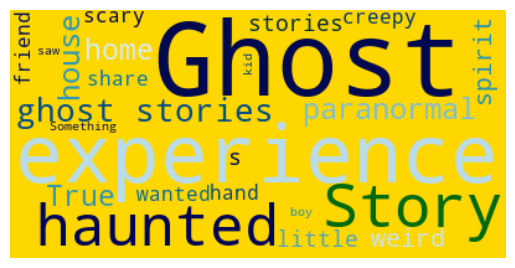 scary
stories
creepy
friend
saw
house
home
Ghost
kid
spirit
share
ghost stories
paranormal
Something
experience
s
True
wanted
hand
Story
haunted
boy
little
weird